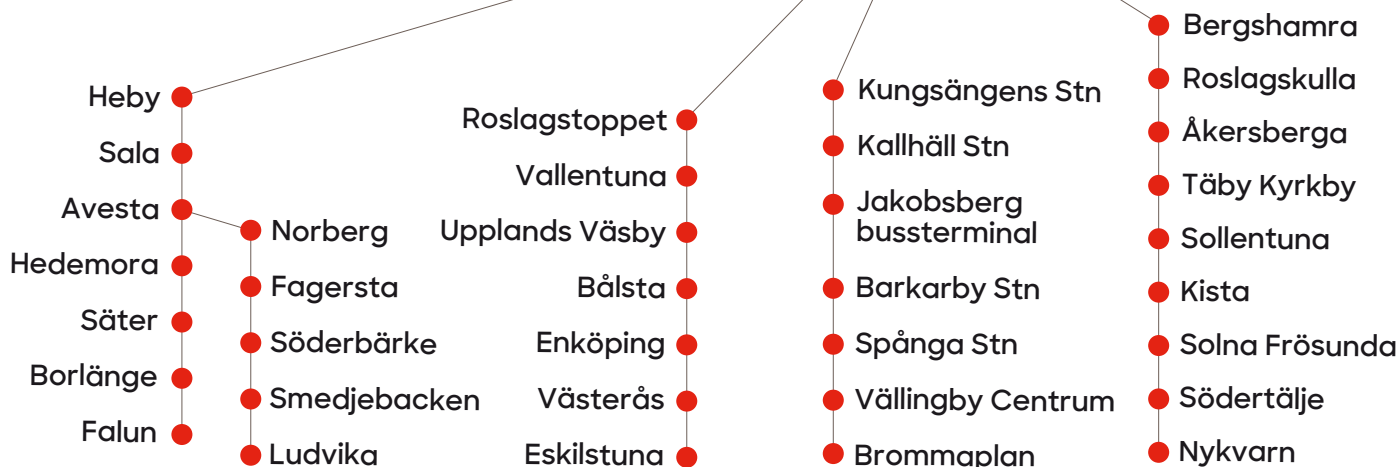 Heby
Sala
Avesta
Hedemora
Säter
Borlänge
Falun
Norberg
Fagersta
Söderbärke
Smedjebacken
Ludvika
Roslagstoppet
Vallentuna
Upplands Väsby
Bålsta
Enköping
Västerås
Eskilstuna
Kungsängens Stn
Kallhäll Stn
Jakobsberg
bussterminal
Barkarby Stn
Spånga Stn
Vällingby Centrum
Brommaplan
Bergshamra
Roslagskulla
Åkersberga
Täby Kyrkby
Sollentuna
Kista
Solna Frösunda
Södertälje
Nykvarn